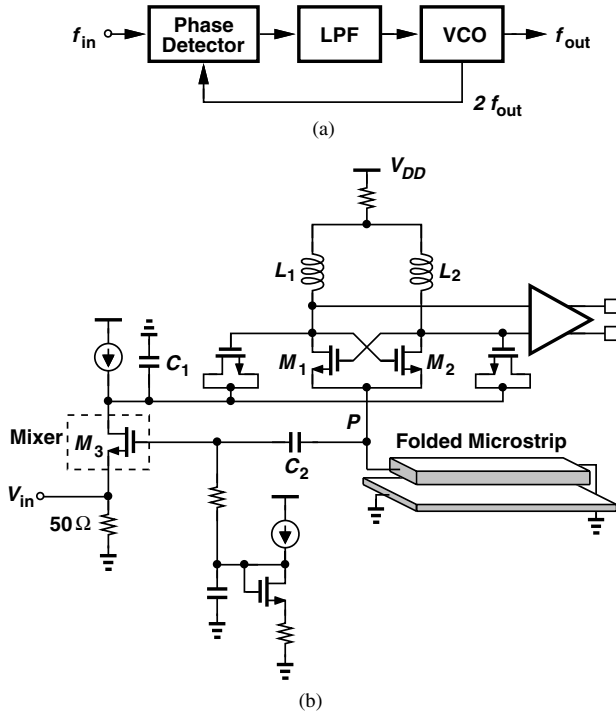 f_in Phase Detector LPF VCO f_out
2 f_out
(a)
V_DD
L_1 L_2
C_1 M_1 M_2
P
Mixer M_3 C_2 Folded Microstrip
V_in
50 Ω
(b)